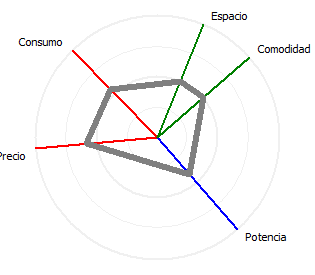 Espacio
Consumo
Comodidad
Precio
Potencia